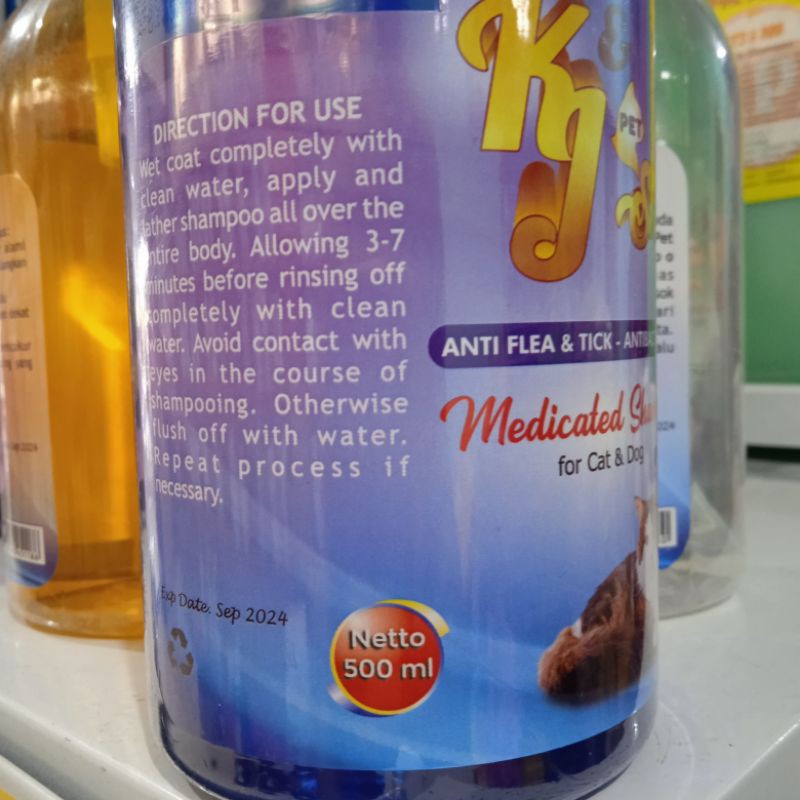 DIRECTION FOR USE
Wet coat completely with
clean water, apply and
lather shampoo all over the
entire body. Allowing 3-7
minutes before rinsing off
completely with clean
water. Avoid contact with
eyes in the course of
shampooing. Otherwise
flush off with water.
Repeat process if
necessary.
Exp Date. Sep 2024
Netto
500 ml
K
&
PET
ANTI FLEA & TICK -
Medicated
for Cat & Dog
2024